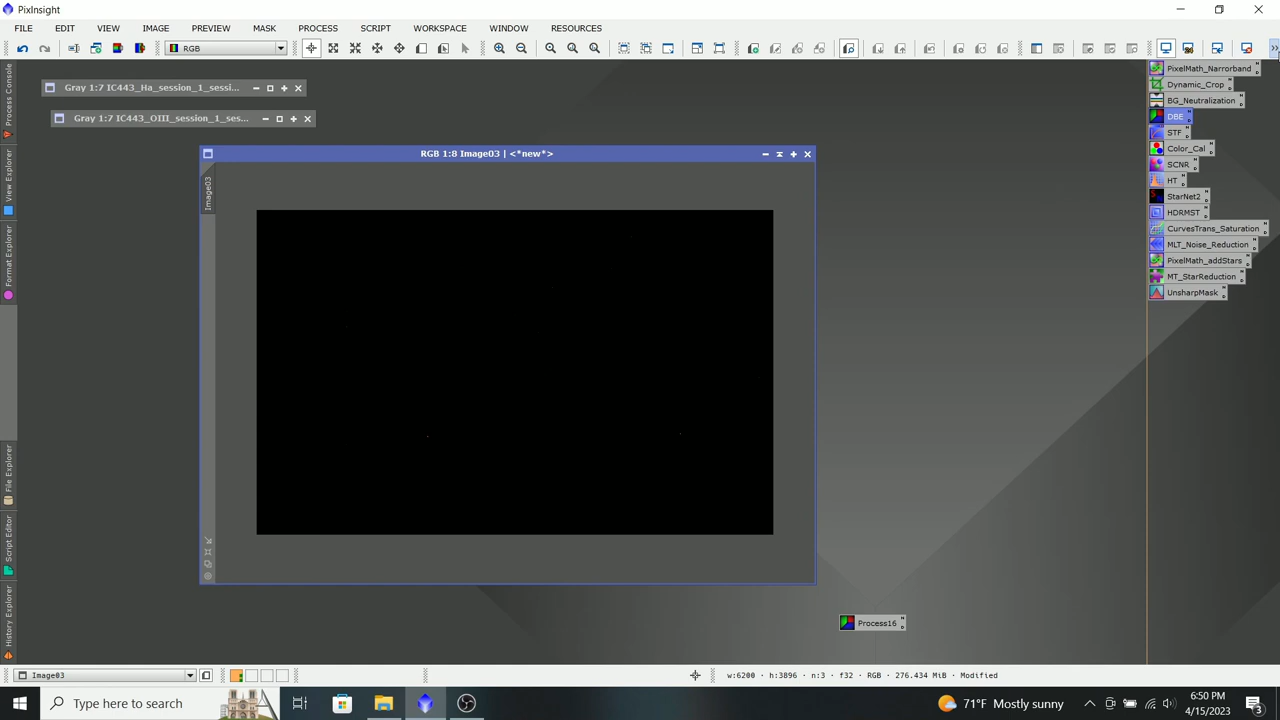 PixInsight
FILE EDIT VIEW IMAGE PREVIEW MASK PROCESS SCRIPT WORKSPACE WINDOW RESOURCES
RGB
Process Console
View Explorer
Format Explorer
File Explorer
Script Editor
History Explorer
Gray 1:7 IC443_Ha_session_1_sessi...
Gray 1:7 IC443_OIII_session_1_ses...
RGB 1:8 Image03 | <*new*>
Image03
PixelMath_Narrorband
Dynamic_Crop
BG_Neutralization
DBE
STF
Color_Cal
SCNR
HT
StarNet2
HDRMST
CurvesTrans_Saturation
MLT_Noise_Reduction
PixelMath_addStars
MT_StarReduction
UnsharpMask
Process16
Image03
w:6200 · h:3896 · n:3 · f32 · RGB · 276.434 MiB · Modified
Type here to search
71°F Mostly sunny
6:50 PM
4/15/2023
3